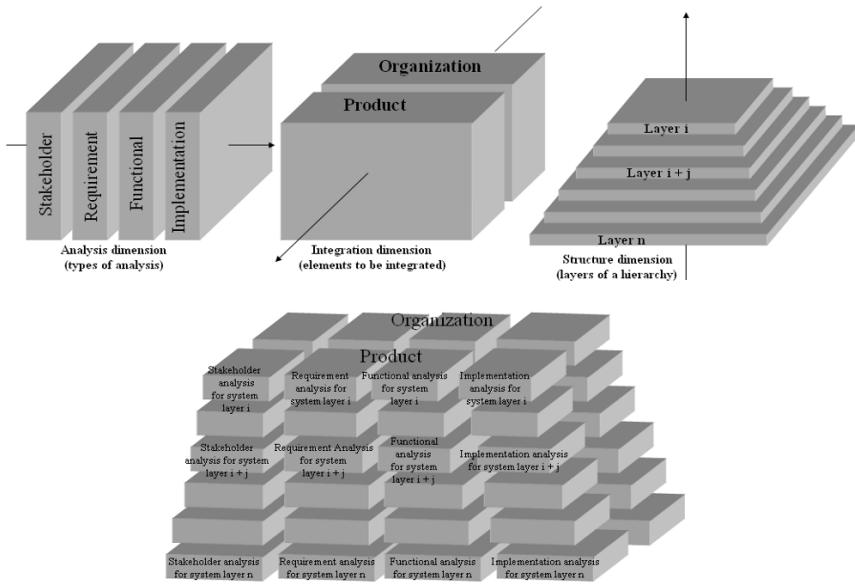 Stakeholder
Requirement
Functional
Implementation
Analysis dimension
(types of analysis)
Organization
Product
Integration dimension
(elements to be integrated)
Layer i
Layer i + j
Layer n
Structure dimension
(layers of a hierarchy)
Organization
Product
Stakeholder
analysis
for system
layer i
Requirement
analysis for
system layer i
Functional analysis
for system
layer i
Implementation
analysis for
system layer i
Stakeholder
analysis for system
layer i + j
Requirement Analysis
for system
layer i + j
Functional
analysis
for system
layer i + j
Implementation analysis
for system layer i + j
Stakeholder analysis
for system layer n
Requirement analysis
for system layer n
Functional analysis
for system layer n
Implementation analysis
for system layer n